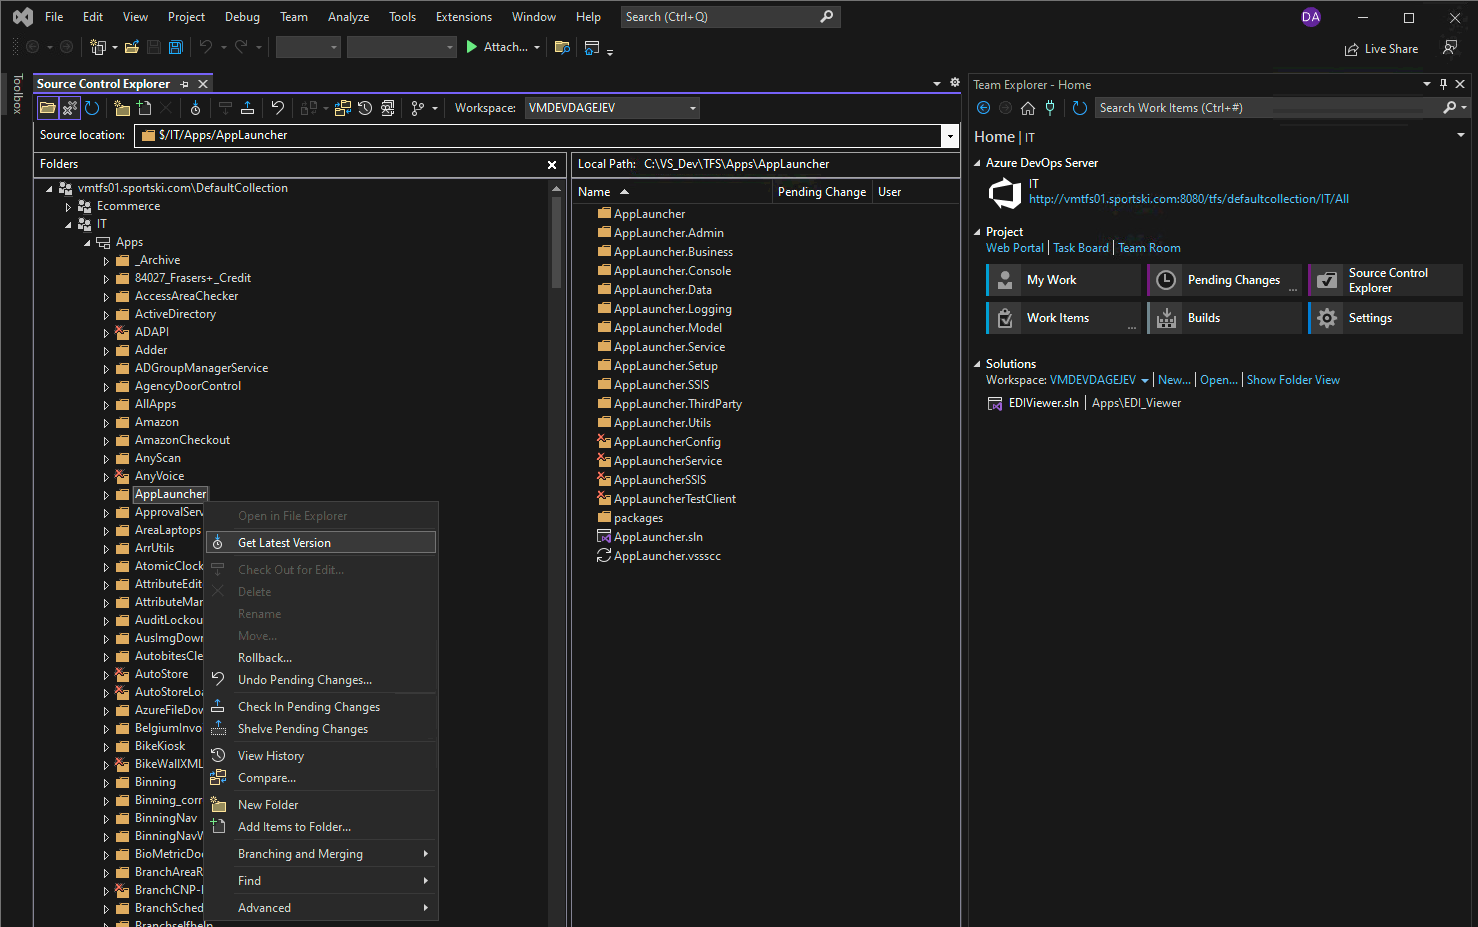 File Edit View Project Debug Team Analyze Tools Extensions Window Help Search (Ctrl+Q) DA
Attach... Live Share
Toolbox
Source Control Explorer
Workspace: VMDEVDAGEJEV
Source location: $/IT/Apps/AppLauncher
Folders
vmtfs01.sportski.com\DefaultCollection
Ecommerce
IT
Apps
_Archive
84027_Frasers+_Credit
AccessAreaChecker
ActiveDirectory
ADAPI
Adder
ADGroupManagerService
AgencyDoorControl
AllApps
Amazon
AmazonCheckout
AnyScan
AnyVoice
AppLauncher
ApprovalServ
AreaLaptops
ArrUtils
AtomicClock
AttributeEdit
AttributeMar
AuditLockou
AusImgDowr
AutobitesCle
AutoStore
AutoStoreLoa
AzureFileDow
BelgiumInvo
BikeKiosk
BikeWallXML
Binning
Binning_corr
BinningNav
BinningNavV
BioMetricDoo
BranchAreaR
BranchCNP-I
BranchSched
Branchselfhelp
Open in File Explorer
Get Latest Version
Check Out for Edit...
Delete
Rename
Move...
Rollback...
Undo Pending Changes...
Check In Pending Changes
Shelve Pending Changes
View History
Compare...
New Folder
Add Items to Folder...
Branching and Merging
Find
Advanced
Local Path: C:\VS_Dev\TFS\Apps\AppLauncher
Name Pending Change User
AppLauncher
AppLauncher.Admin
AppLauncher.Business
AppLauncher.Console
AppLauncher.Data
AppLauncher.Logging
AppLauncher.Model
AppLauncher.Service
AppLauncher.Setup
AppLauncher.SSIS
AppLauncher.ThirdParty
AppLauncher.Utils
AppLauncherConfig
AppLauncherService
AppLauncherSSIS
AppLauncherTestClient
packages
AppLauncher.sln
AppLauncher.vssscc
Team Explorer - Home
Search Work Items (Ctrl+#)
Home | IT
Azure DevOps Server
IT
http://vmtfs01.sportski.com:8080/tfs/defaultcollection/IT/All
Project
Web Portal | Task Board | Team Room
My Work
Pending Changes ...
Source Control
Explorer
Work Items ...
Builds
Settings
Solutions
Workspace: VMDEVDAGEJEV | New... | Open... | Show Folder View
EDIViewer.sln | Apps\EDI_Viewer